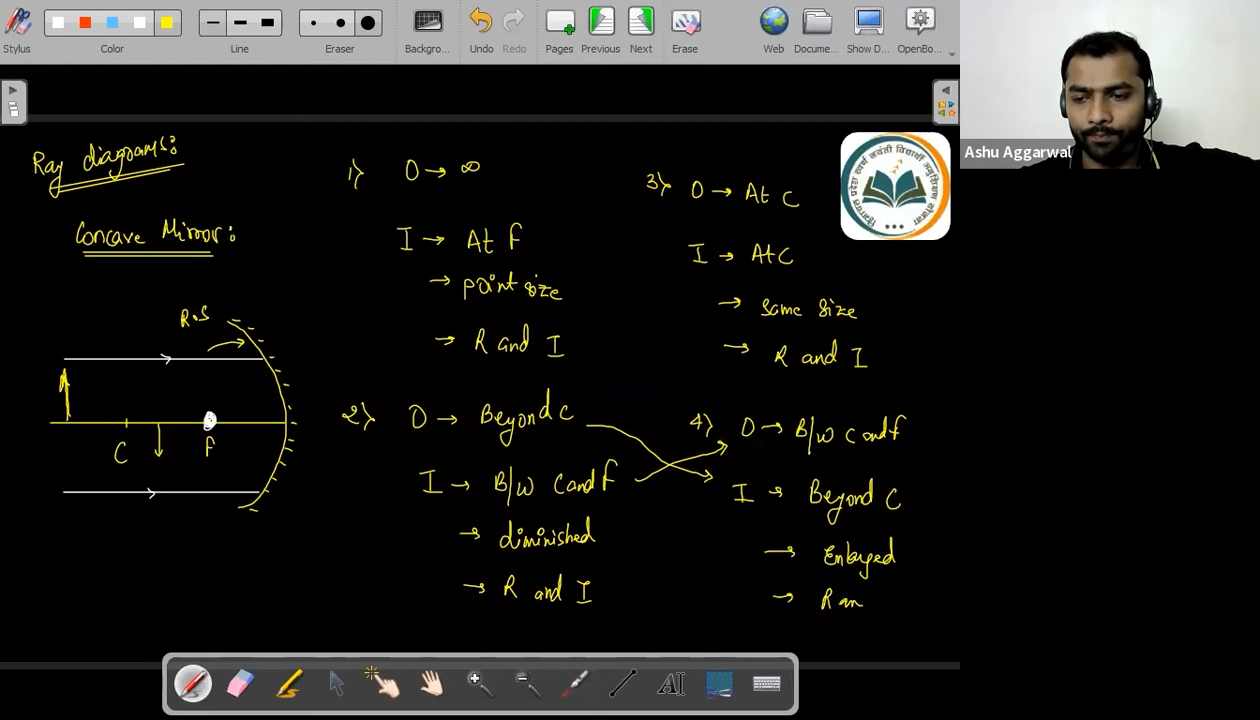 Stylus
Color
Line
Eraser
Backgro...
Undo
Redo
Pages
Previous
Next
Erase
Web
Docume...
Show D...
OpenBo...
Ashu Aggarwal
Ray diagrams:
Concave Mirror:
R.S
C
F
1) O → ∞
I → At F
→ point size
→ R and I
2) O → Beyond C
I → B/W C and F
→ diminished
→ R and I
3) O → At C
I → At C
→ Same Size
→ R and I
4) O → B/W C and F
I → Beyond C
→ Enlarged
→ R an
AI